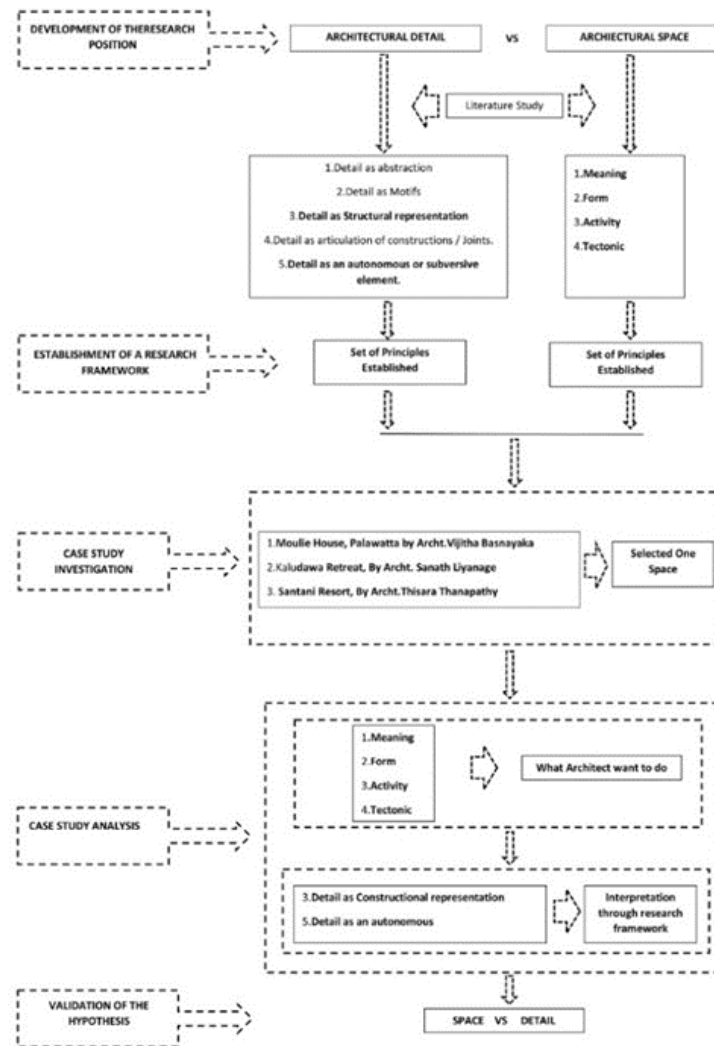 DEVELOPMENT OF THERESEARCH
POSITION
ARCHITECTURAL DETAIL
VS
ARCHIECTURAL SPACE
Literature Study
1.Detail as abstraction
2.Detail as Motifs
3.Detail as Structural representation
4.Detail as articulation of constructions / Joints.
5.Detail as an autonomous or subversive
element.
1.Meaning
2.Form
3.Activity
4.Tectonic
ESTABLISHMENT OF A RESEARCH
FRAMEWORK
Set of Principles
Established
Set of Principles
Established
CASE STUDY
INVESTIGATION
1.Moulie House, Palawatta by Archt.Vijitha Basnayaka
2.Kaludawa Retreat, By Archt. Sanath Liyanage
3. Santani Resort, By Archt.Thisara Thanapathy
Selected One
Space
CASE STUDY ANALYSIS
1.Meaning
2.Form
3.Activity
4.Tectonic
What Architect want to do
3.Detail as Constructional representation
5.Detail as an autonomous
Interpretation
through research
framework
VALIDATION OF THE
HYPOTHESIS
SPACE VS DETAIL